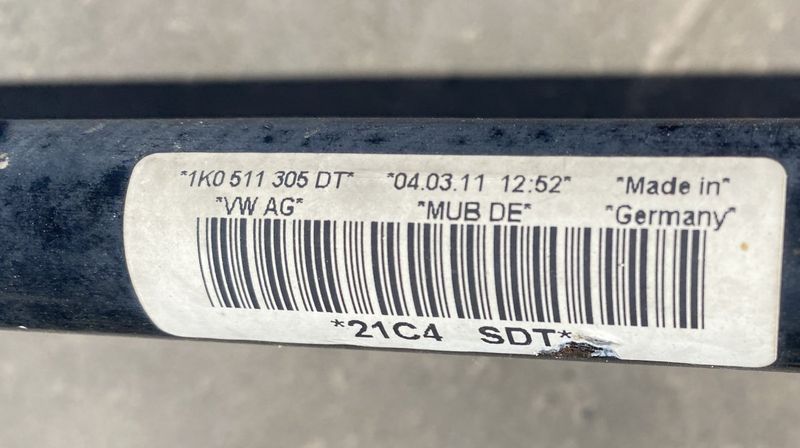 *1K0 511 305 DT* *04.03.11 12:52* *Made in*
*VW AG* *MUB DE* *Germany*
*21C4 SDT*